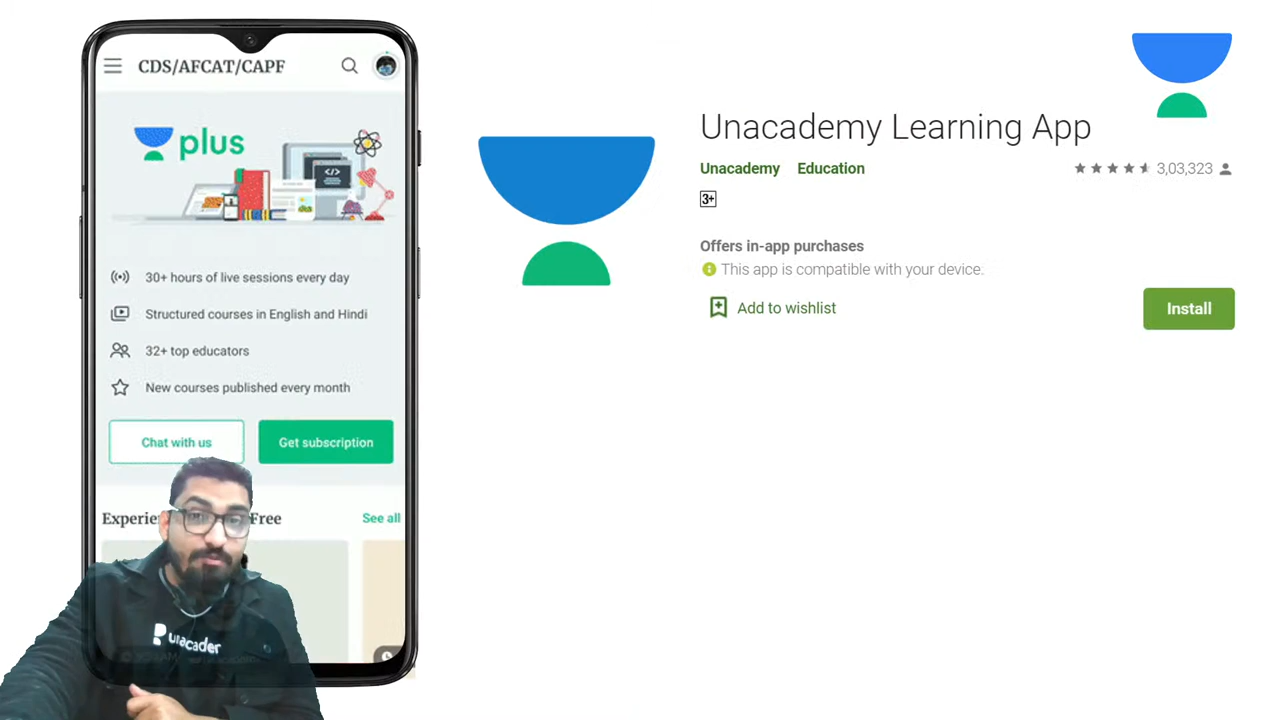 CDS/AFCAT/CAPF
plus
30+ hours of live sessions every day
Structured courses in English and Hindi
32+ top educators
New courses published every month
Chat with us
Get subscription
Free
See all
unacader
Unacademy Learning App
Unacademy Education
3,03,323
3+
Offers in-app purchases
This app is compatible with your device.
Add to wishlist
Install